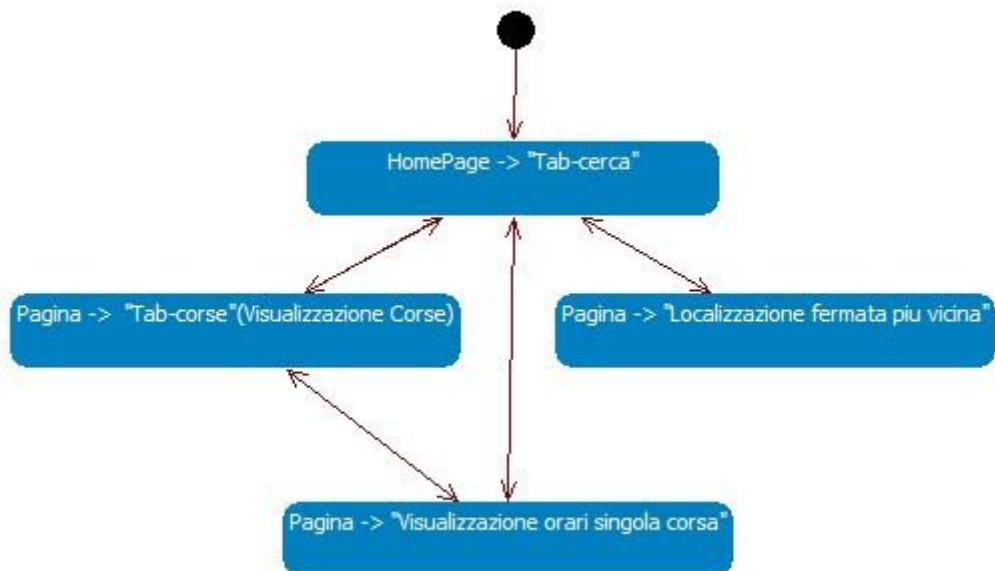 HomePage -> "Tab-cerca"
Pagina -> "Tab-corse"(Visualizzazione Corse)
Pagina -> "Localizzazione fermata piu vicina"
Pagina -> "Visualizzazione orari singola corsa"